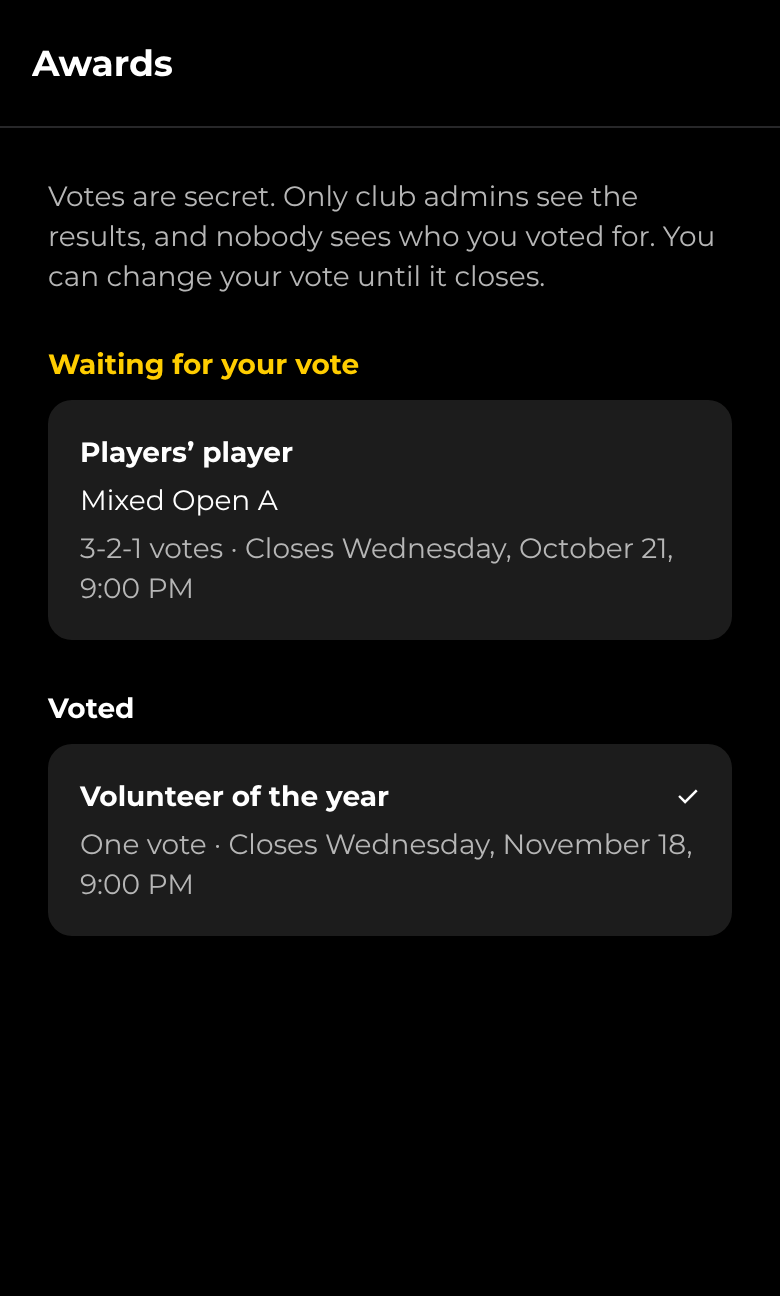 Awards
Votes are secret. Only club admins see the
results, and nobody sees who you voted for. You
can change your vote until it closes.
Waiting for your vote
Players’ player
Mixed Open A
3-2-1 votes · Closes Wednesday, October 21,
9:00 PM
Voted
Volunteer of the year
One vote · Closes Wednesday, November 18,
9:00 PM